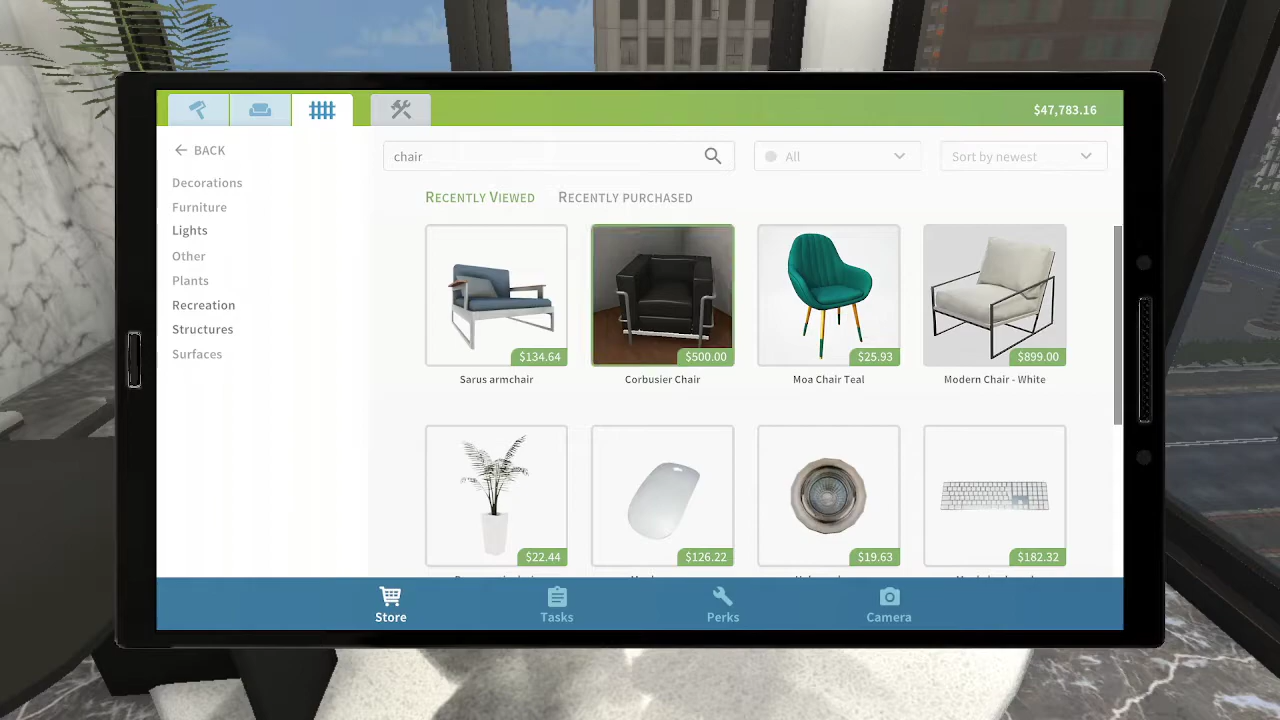 $47,783.16
BACK
Decorations
Furniture
Lights
Other
Plants
Recreation
Structures
Surfaces
chair
All
Sort by newest
RECENTLY VIEWED
RECENTLY PURCHASED
$134.64
$500.00
$25.93
$899.00
Sarus armchair
Corbusier Chair
Moa Chair Teal
Modern Chair - White
$22.44
$126.22
$19.63
$182.32
Store
Tasks
Perks
Camera